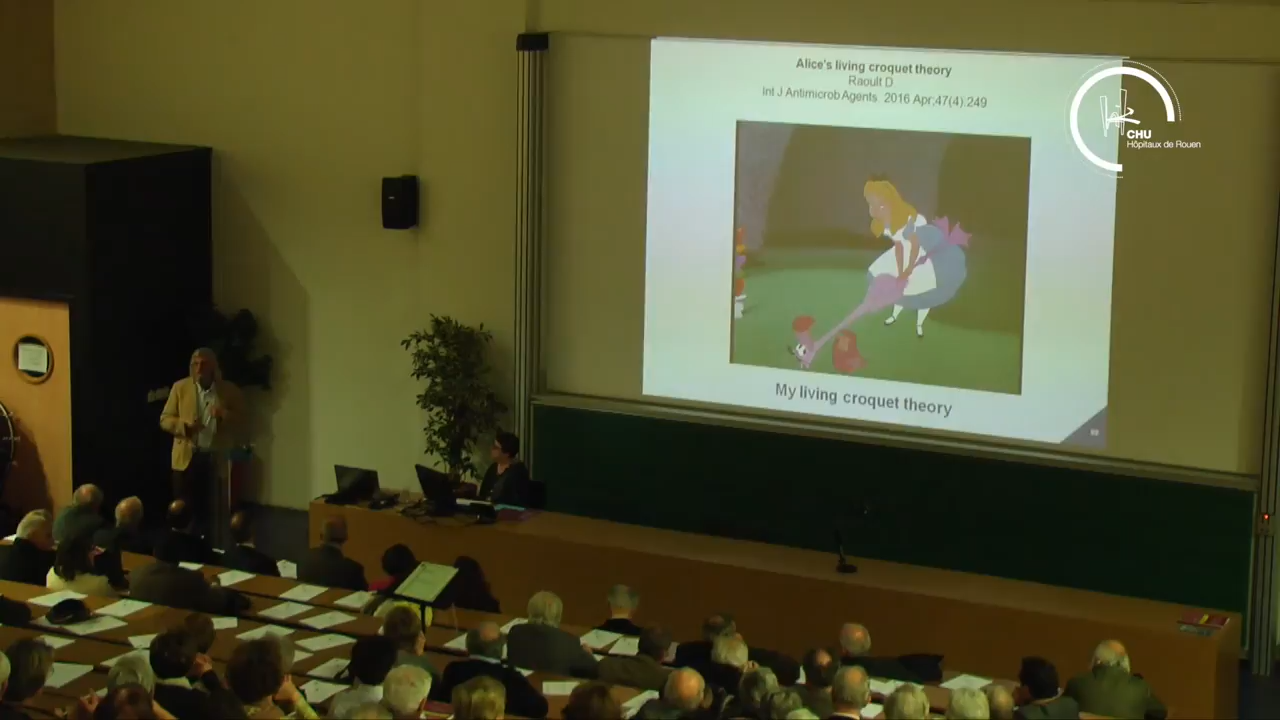 Alice's living croquet theory
Raoult D
Int J Antimicrob Agents 2016 Apr;47(4):249
CHU
Hôpitaux de Rouen
My living croquet theory